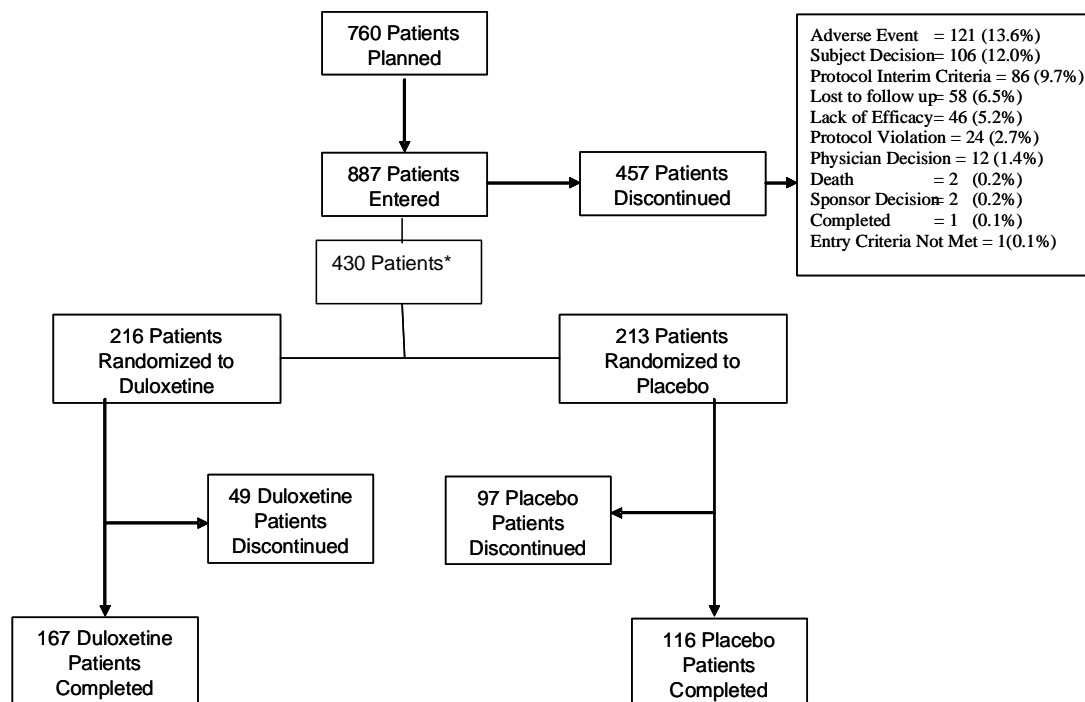 760 Patients
Planned
Adverse Event = 121 (13.6%)
Subject Decision= 106 (12.0%)
Protocol Interim Criteria = 86 (9.7%)
Lost to follow up= 58 (6.5%)
Lack of Efficacy= 46 (5.2%)
Protocol Violation = 24 (2.7%)
Physician Decision = 12 (1.4%)
Death = 2 (0.2%)
Sponsor Decision= 2 (0.2%)
Completed = 1 (0.1%)
Entry Criteria Not Met = 1(0.1%)
887 Patients
Entered
457 Patients
Discontinued
430 Patients*
216 Patients
Randomized to
Duloxetine
213 Patients
Randomized to
Placebo
49 Duloxetine
Patients
Discontinued
97 Placebo
Patients
Discontinued
167 Duloxetine
Patients
Completed
116 Placebo
Patients
Completed